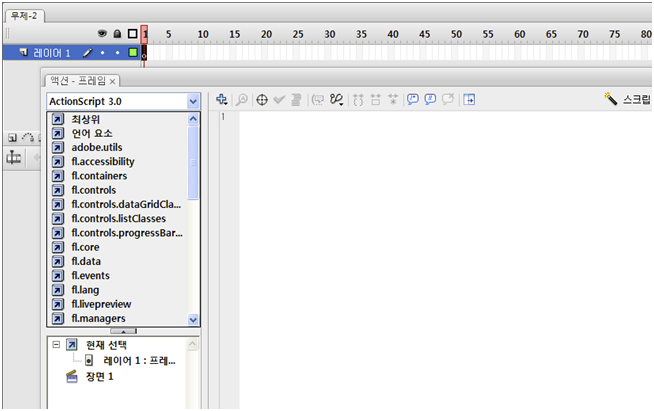 무제-2
1 5 10 15 20 25 30 35 40 45 50 55 60 65 70 75 80
레이어 1
액션 - 프레임
ActionScript 3.0
스크립
최상위
1
언어 요소
adobe.utils
fl.accessibility
fl.containers
fl.controls
fl.controls.dataGridCla...
fl.controls.listClasses
fl.controls.progressBar...
fl.core
fl.data
fl.events
fl.lang
fl.livepreview
fl.managers
현재 선택
레이어 1 : 프레...
장면 1